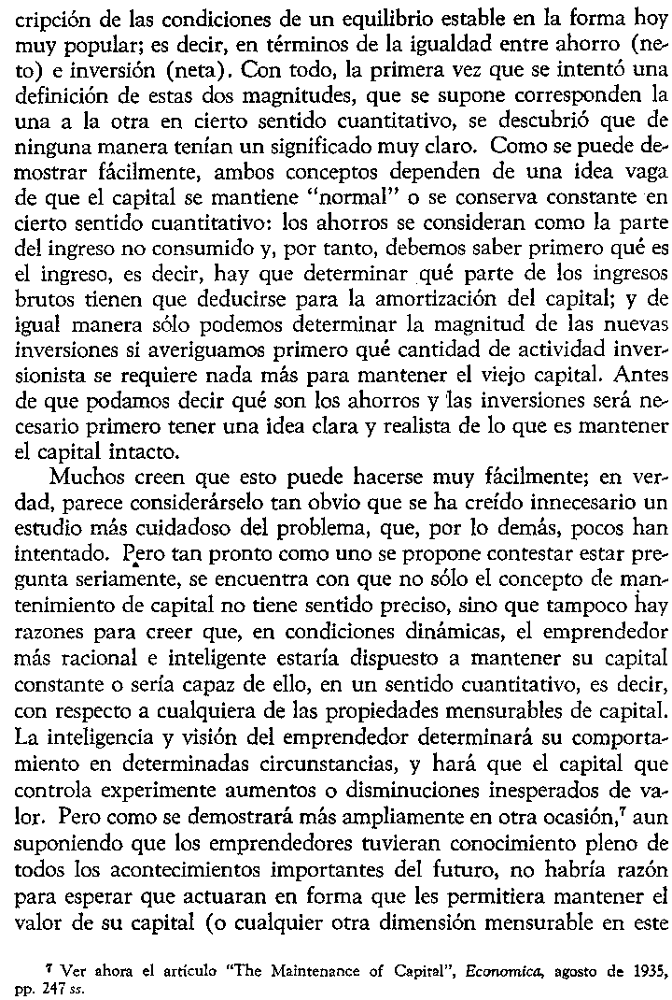 cripción de las condiciones de un equilibrio estable en la forma hoy
muy popular; es decir, en términos de la igualdad entre ahorro (ne-
to) e inversión (neta). Con todo, la primera vez que se intentó una
definición de estas dos magnitudes, que se supone corresponden la
una a la otra en cierto sentido cuantitativo, se descubrió que de
ninguna manera tenían un significado muy claro. Como se puede de-
mostrar fácilmente, ambos conceptos dependen de una idea vaga
de que el capital se mantiene “normal” o se conserva constante en
cierto sentido cuantitativo: los ahorros se consideran como la parte
del ingreso no consumido y, por tanto, debemos saber primero qué es
el ingreso, es decir, hay que determinar qué parte de los ingresos
brutos tienen que deducirse para la amortización del capital; y de
igual manera sólo podemos determinar la magnitud de las nuevas
inversiones si averiguamos primero qué cantidad de actividad inver-
sionista se requiere nada más para mantener el viejo capital. Antes
de que podamos decir qué son los ahorros y las inversiones será ne-
cesario primero tener una idea clara y realista de lo que es mantener
el capital intacto.
Muchos creen que esto puede hacerse muy fácilmente; en ver-
dad, parece considerárselo tan obvio que se ha creído innecesario un
estudio más cuidadoso del problema, que, por lo demás, pocos han
intentado. Pero tan pronto como uno se propone contestar estar pre-
gunta seriamente, se encuentra con que no sólo el concepto de man-
tenimiento de capital no tiene sentido preciso, sino que tampoco hay
razones para creer que, en condiciones dinámicas, el emprendedor
más racional e inteligente estaría dispuesto a mantener su capital
constante o sería capaz de ello, en un sentido cuantitativo, es decir,
con respecto a cualquiera de las propiedades mensurables de capital.
La inteligencia y visión del emprendedor determinará su comporta-
miento en determinadas circunstancias, y hará que el capital que
controla experimente aumentos o disminuciones inesperados de va-
lor. Pero como se demostrará más ampliamente en otra ocasión,⁷ aun
suponiendo que los emprendedores tuvieran conocimiento pleno de
todos los acontecimientos importantes del futuro, no habría razón
para esperar que actuaran en forma que les permitiera mantener el
valor de su capital (o cualquier otra dimensión mensurable en este
⁷ Ver ahora el artículo “The Maintenance of Capital”, Economica, agosto de 1935,
pp. 247 ss.